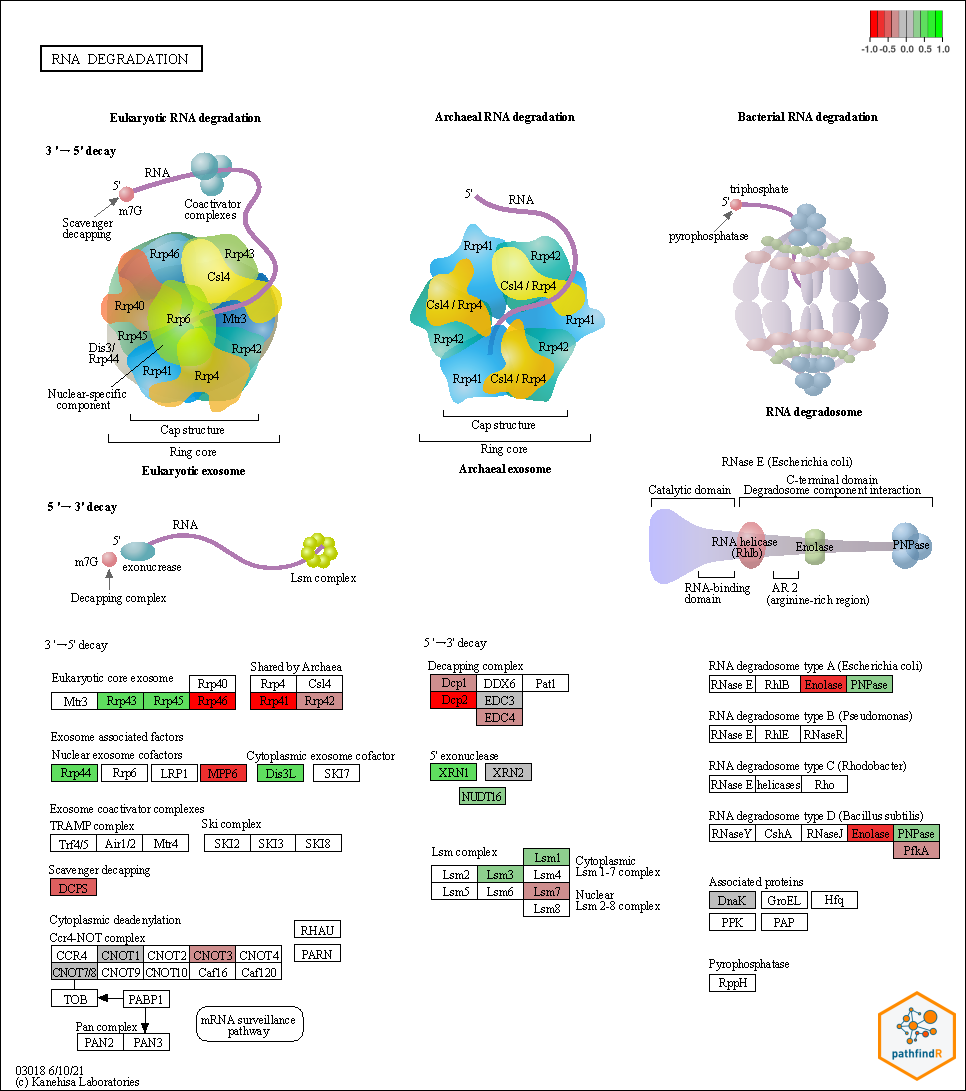 -1.0 -0.5 0.0 0.5 1.0
RNA DEGRADATION
Eukaryotic RNA degradation
3 '→ 5' decay
RNA
5'
m7G
Scavenger
decapping
Coactivator
complexes
Rrp46
Rrp43
Csl4
Rrp40
Rrp6
Mtr3
Rrp45
Dis3/
Rrp44
Rrp42
Rrp41
Rrp4
Nuclear-specific
component
Cap structure
Ring core
Eukaryotic exosome
Archaeal RNA degradation
5'
RNA
Rrp41
Rrp42
Csl4 / Rrp4
Csl4 / Rrp4
Rrp41
Rrp42
Rrp42
Rrp41
Csl4 / Rrp4
Cap structure
Ring core
Archaeal exosome
Bacterial RNA degradation
triphosphate
5'
pyrophosphatase
RNA degradosome
RNase E (Escherichia coli)
C-terminal domain
Catalytic domain
Degradosome component interaction
RNA helicase
(Rhlb)
Enolase
PNPase
RNA-binding
domain
AR 2
(arginine-rich region)
5 '→ 3' decay
RNA
5'
m7G
exonucrease
Lsm complex
Decapping complex
3 '→5' decay
Eukaryotic core exosome
Rrp40
Mtr3 Rrp43 Rrp45 Rrp46
Shared by Archaea
Rrp4 Csl4
Rrp41 Rrp42
Exosome associated factors
Nuclear exosome cofactors
Rrp44 Rrp6 LRP1 MPP6
Cytoplasmic exosome cofactor
Dis3L SKI7
Exosome coactivator complexes
TRAMP complex
Trf4/5 Air1/2 Mtr4
Ski complex
SKI2 SKI3 SKI8
Scavenger decapping
DCPS
Cytoplasmic deadenylation
Ccr4-NOT complex
CCR4 CNOT1 CNOT2 CNOT3 CNOT4
CNOT7/8 CNOT9 CNOT10 Caf16 Caf120
RHAU
PARN
TOB PABP1
Pan complex
PAN2 PAN3
mRNA surveillance
pathway
5 '→3' decay
Decapping complex
Dcp1 DDX6 Pat1
Dcp2 EDC3
EDC4
5' exonuclease
XRN1 XRN2
NUDT16
Lsm complex
Lsm1
Lsm2 Lsm3 Lsm4
Lsm5 Lsm6 Lsm7
Lsm8
Cytoplasmic
Lsm 1-7 complex
Nuclear
Lsm 2-8 complex
RNA degradosome type A (Escherichia coli)
RNase E RhlB Enolase PNPase
RNA degradosome type B (Pseudomonas)
RNase E RhlE RNaseR
RNA degradosome type C (Rhodobacter)
RNase E helicases Rho
RNA degradosome type D (Bacillus subtilis)
RNaseY CshA RNaseJ Enolase PNPase
PfkA
Associated proteins
DnaK GroEL Hfq
PPK PAP
Pyrophosphatase
RppH
pathfindR
03018 6/10/21
(c) Kanehisa Laboratories